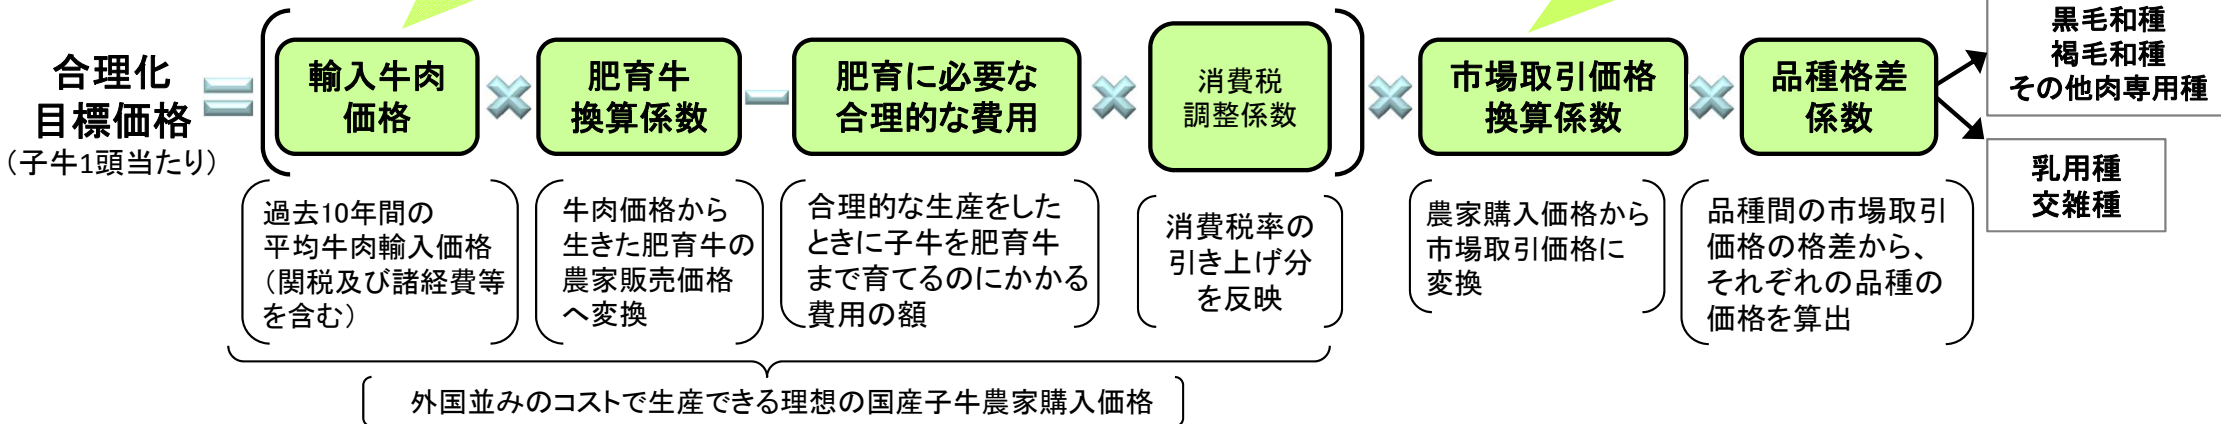 合理化
目標価格
(子牛1頭当たり)
＝
輸入牛肉
価格
×
肥育牛
換算係数
－
肥育に必要な
合理的な費用
×
消費税
調整係数
×
市場取引価格
換算係数
×
品種格差
係数
黒毛和種
褐毛和種
その他肉専用種
乳用種
交雑種
過去10年間の
平均牛肉輸入価格
(関税及び諸経費等
を含む)
牛肉価格から
生きた肥育牛の
農家販売価格
へ変換
合理的な生産をした
ときに子牛を肥育牛
まで育てるのにかかる
費用の額
消費税率の
引き上げ分
を反映
農家購入価格から
市場取引価格に
変換
品種間の市場取引
価格の格差から、
それぞれの品種の
価格を算出
外国並みのコストで生産できる理想の国産子牛農家購入価格